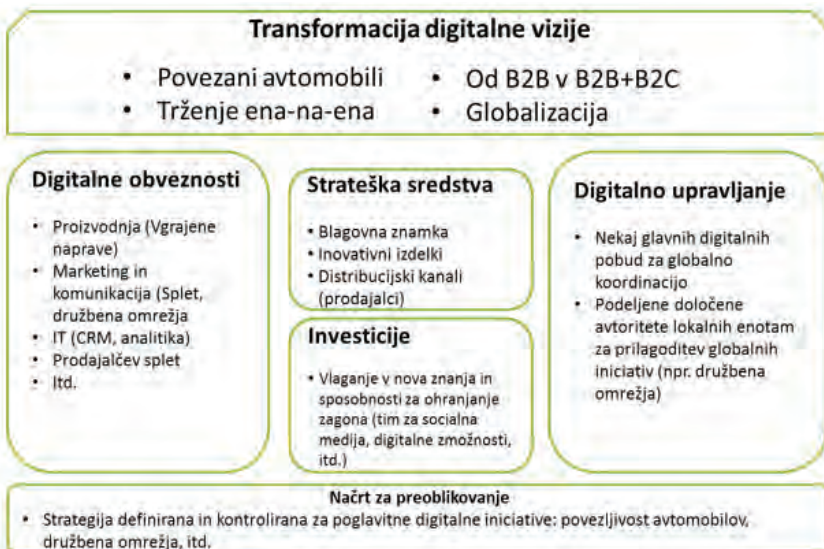 Transformacija digitalne vizije
• Povezani avtomobili
• Trženje ena-na-ena
• Od B2B v B2B+B2C
• Globalizacija
Digitalne obveznosti
• Proizvodnja (Vgrajene
naprave)
• Marketing in
komunikacija (Splet,
družbena omrežja
• IT (CRM, analitika)
• Prodajalčev splet
• Itd.
Strateška sredstva
• Blagovna znamka
• Inovativni izdelki
• Distribucijski kanali
(prodajalci)
Investicije
• Vlaganje v nova znanja in
sposobnosti za ohranjanje
zagona (tim za socialna
medija, digitalne zmožnosti,
itd.)
Digitalno upravljanje
• Nekaj glavnih digitalnih
pobud za globalno
koordinacijo
• Podeljene določene
avtoritete lokalnih enotam
za prilagoditev globalnih
iniciativ (npr. družbena
omrežja)
Načrt za preoblikovanje
• Strategija definirana in kontrolirana za poglavitne digitalne iniciative: povezljivost avtomobilov,
družbena omrežja, itd.